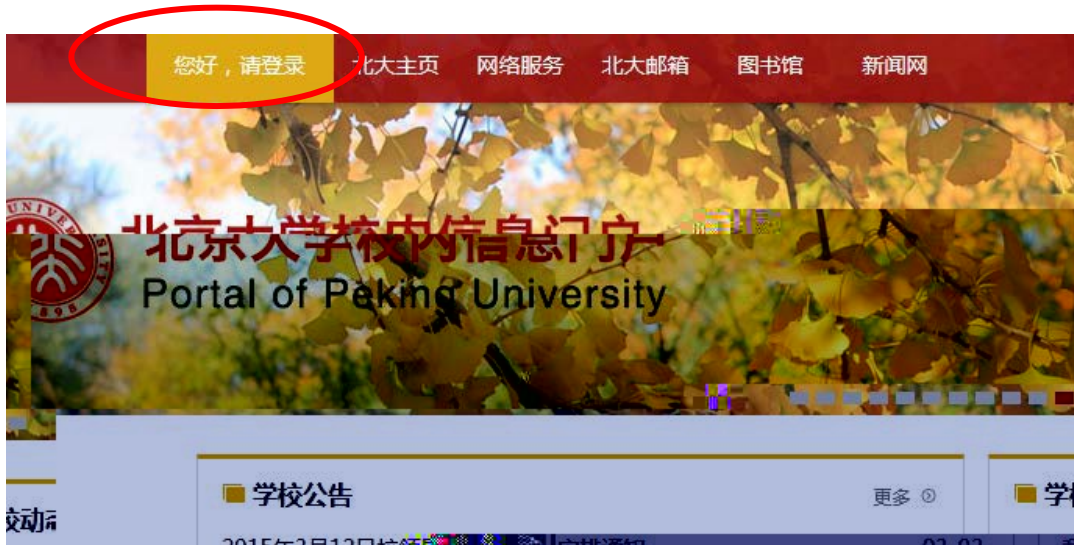 您好，请登录 北大主页 网络服务 北大邮箱 图书馆 新闻网
UNIVERSITY
1898
北京大学校内信息门户
Portal of Peking University
学校公告 更多